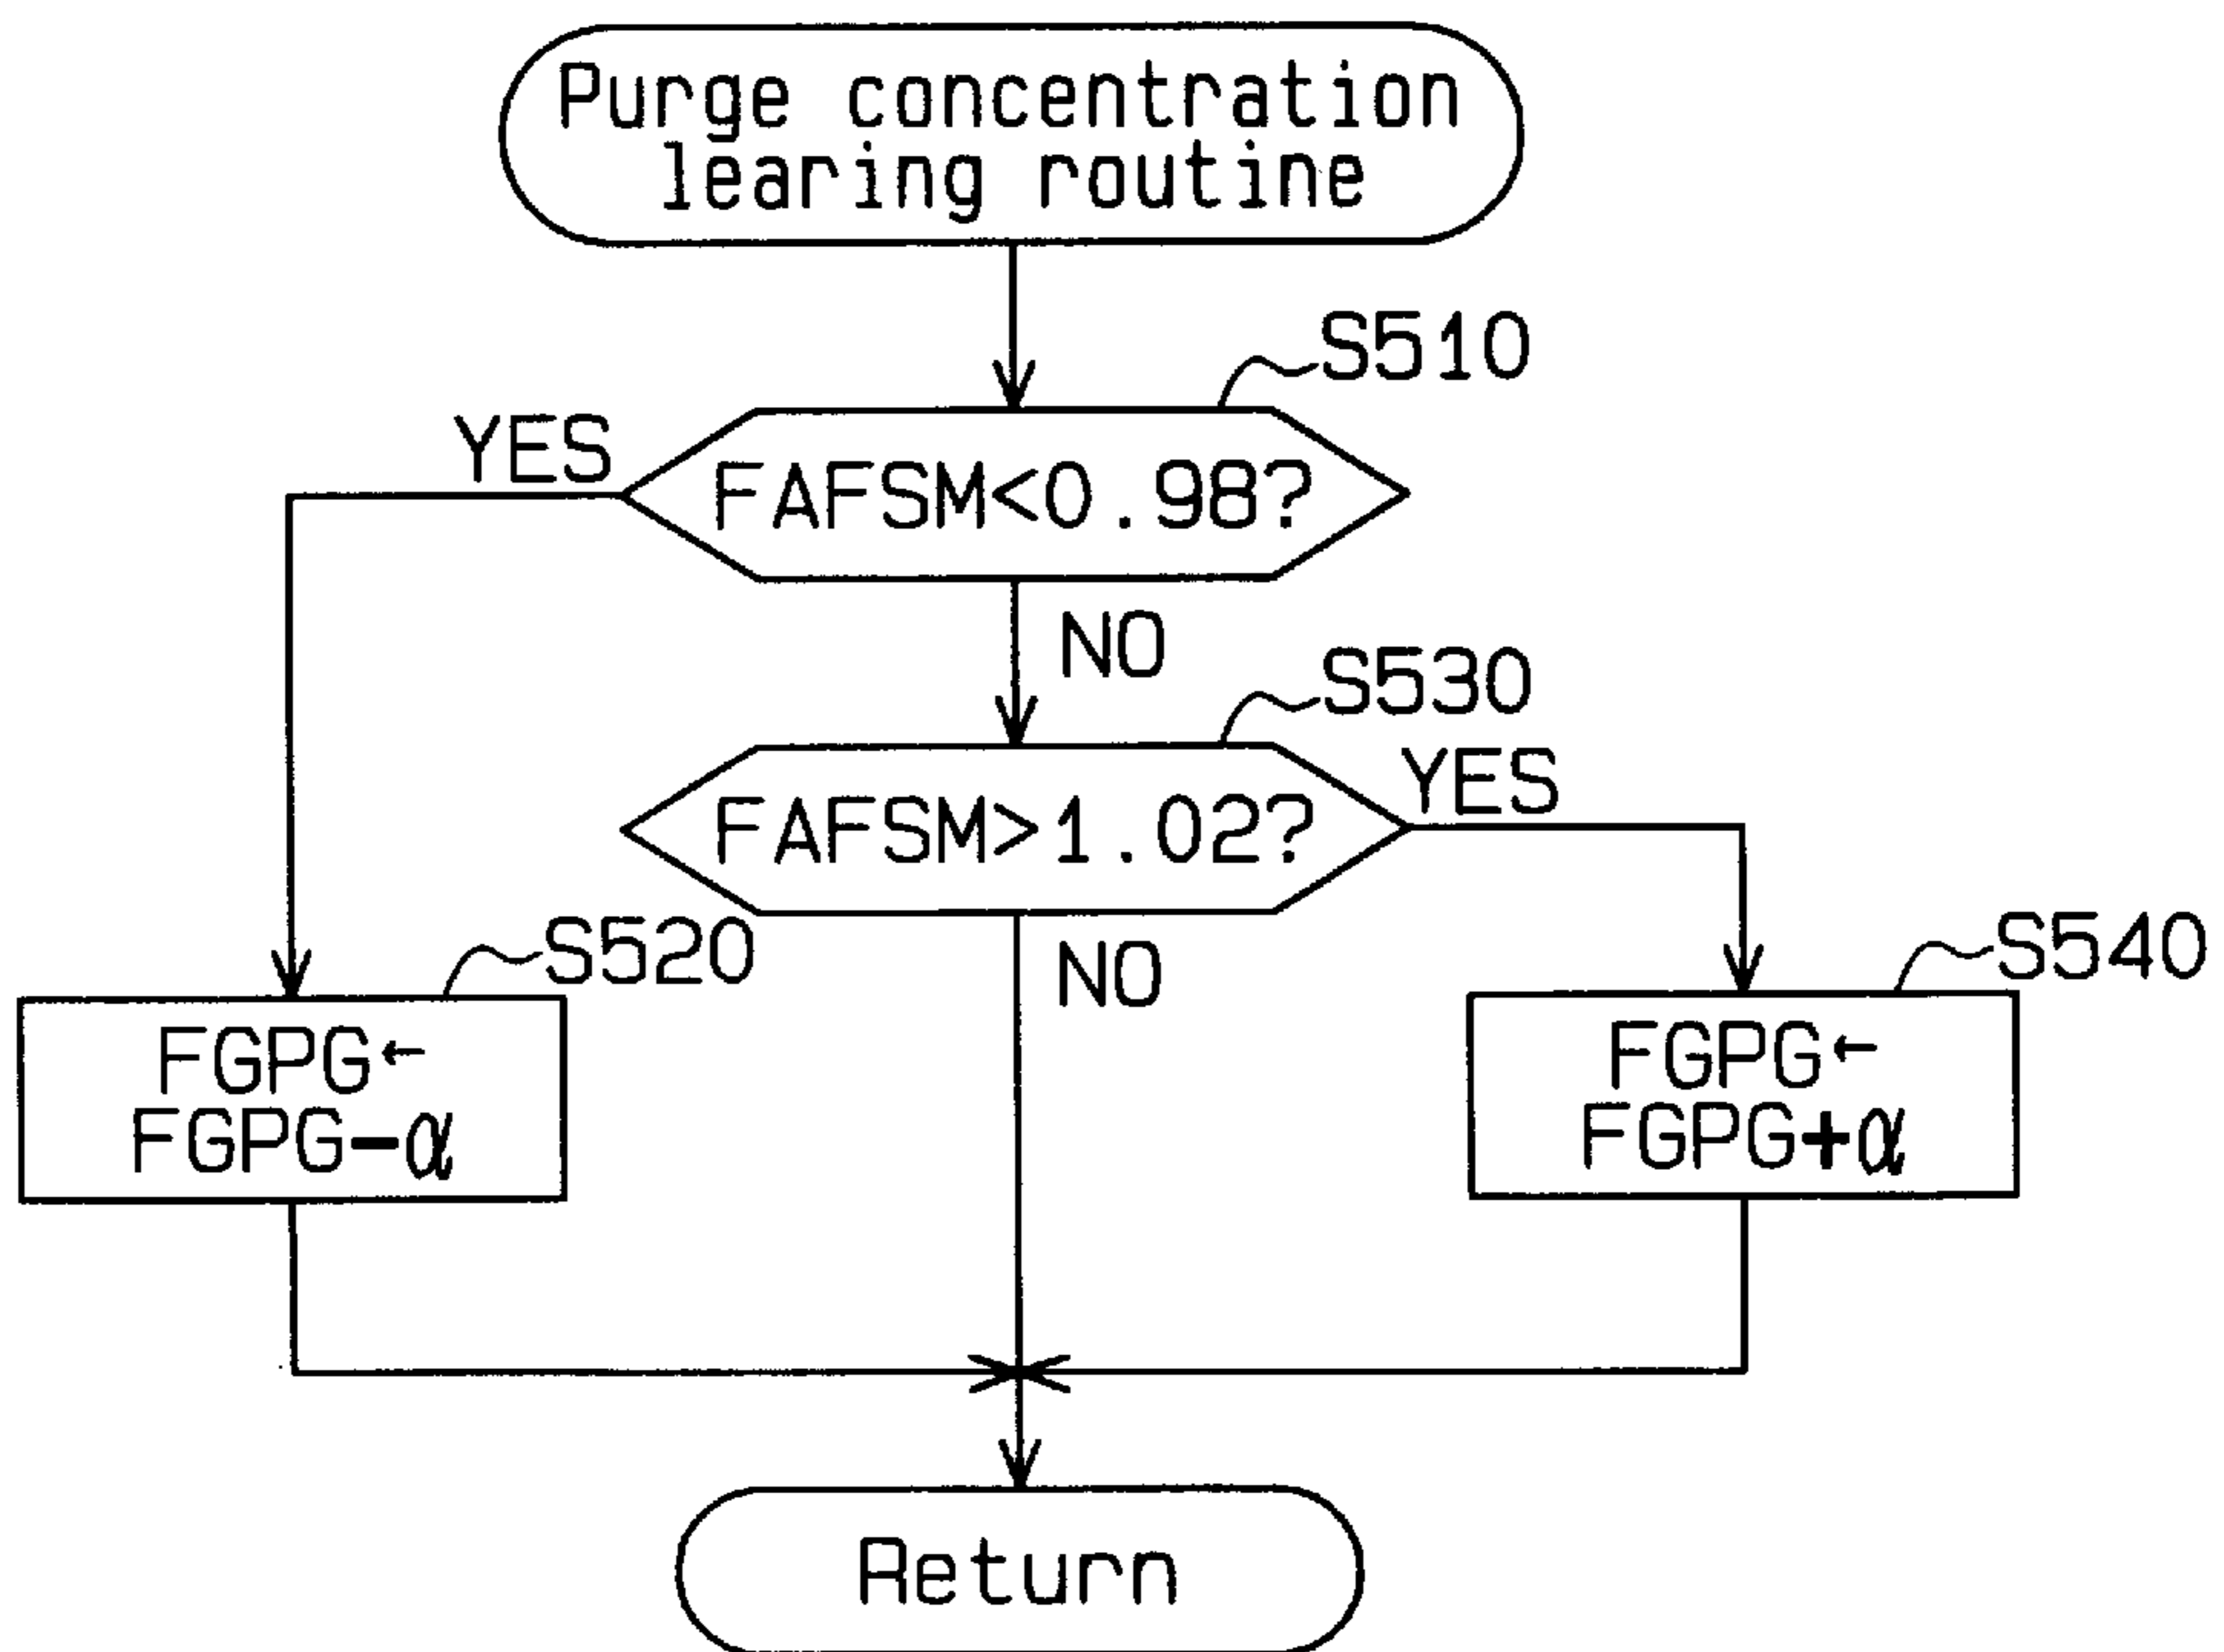 Purge concentration
learing routine
S510
YES
FAFSM<0.98?
NO
S530
FAFSM>1.02?
YES
S520
NO
S540
FGPG←
FGPG-α
FGPG←
FGPG+α
Return